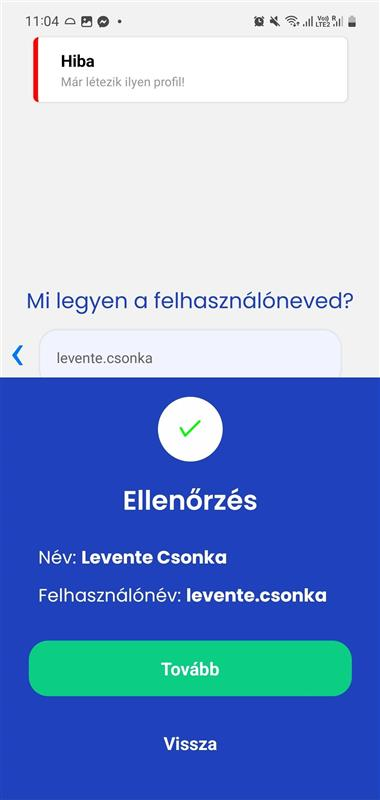 11:04
Hiba
Már létezik ilyen profil!
Mi legyen a felhasználóneved?
levente.csonka
Ellenőrzés
Név: Levente Csonka
Felhasználónév: levente.csonka
Tovább
Vissza